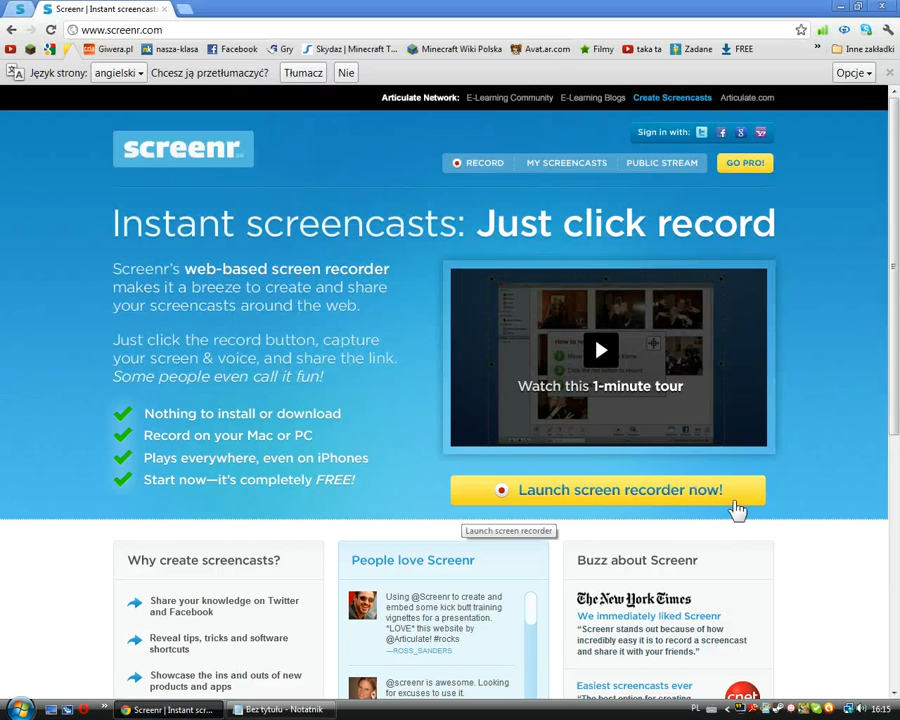 Screenr | Instant screencasts
www.screenr.com
Giwera.pl
nasza-klasa
Facebook
Gry
Skydaz | Minecraft T...
Minecraft Wiki Polska
Avat.ar.com
Filmy
taka ta
Zadane
FREE
»
Inne zakładki
Język strony:
angielski
Chcesz ją przetłumaczyć?
Tłumacz
Nie
Opcje
Articulate Network: E-Learning Community E-Learning Blogs Create Screencasts Articulate.com
Sign in with:
screenr
RECORD
MY SCREENCASTS
PUBLIC STREAM
GO PRO!
Instant screencasts: Just click record
Screenr's web-based screen recorder
makes it a breeze to create and share
your screencasts around the web.
Just click the record button, capture
your screen & voice, and share the link.
Some people even call it fun!
Nothing to install or download
Record on your Mac or PC
Plays everywhere, even on iPhones
Start now—it's completely FREE!
Watch this 1-minute tour
Launch screen recorder now!
Launch screen recorder
Why create screencasts?
Share your knowledge on Twitter
and Facebook
Reveal tips, tricks and software
shortcuts
Showcase the ins and outs of new
products and apps
People love Screenr
Using @Screenr to create and
embed some kick butt training
vignettes for a presentation.
*LOVE* this website by
@Articulate! #rocks
—ROSS_SANDERS
@screenr is awesome. Looking
for excuses to use it.
Buzz about Screenr
The New York Times
We immediately liked Screenr
“Screenr stands out because of how
incredibly easy it is to record a screencast
and share it with your friends.”
Easiest screencasts ever
“The best option for creating
cnet
Screenr | Instant scr...
Bez tytułu - Notatnik
PL
16:15